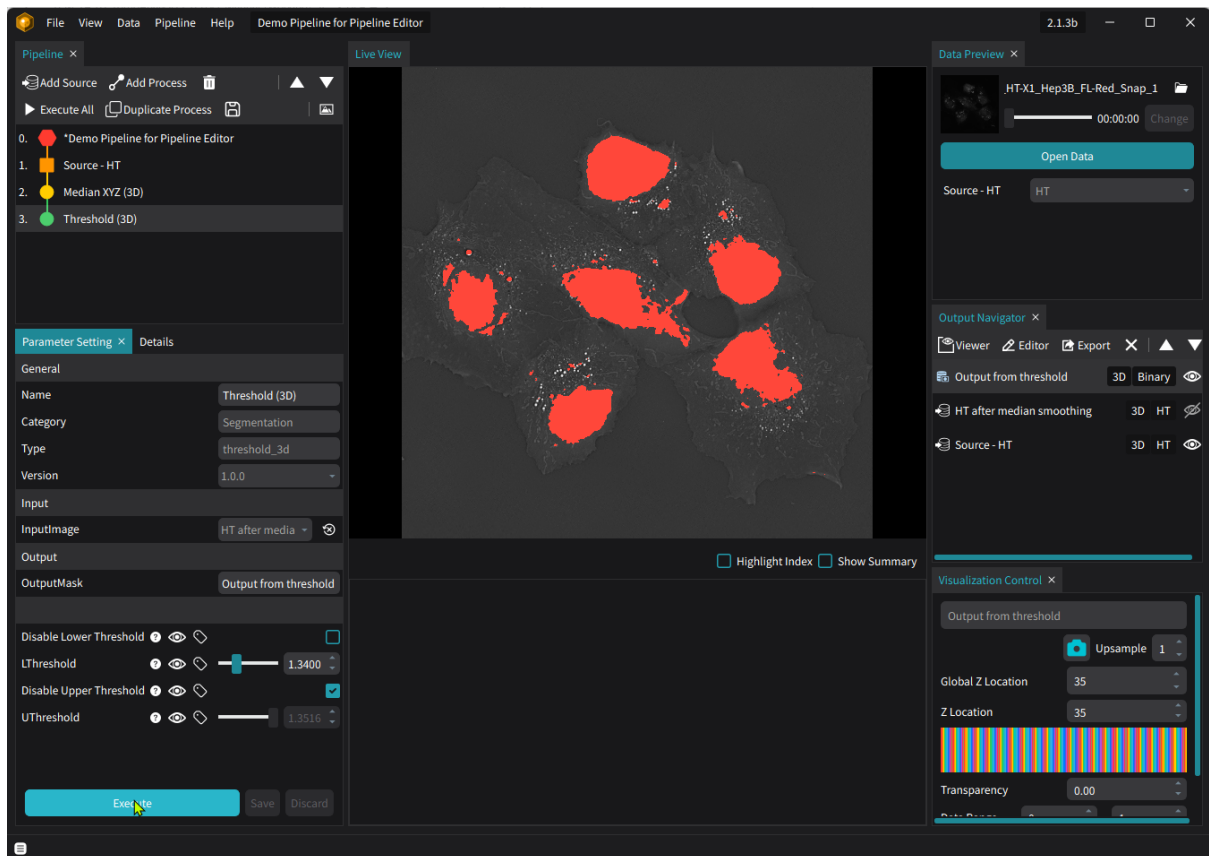 File View Data Pipeline Help Demo Pipeline for Pipeline Editor 2.1.3b
Pipeline
Add Source Add Process
Execute All Duplicate Process
0. *Demo Pipeline for Pipeline Editor
1. Source - HT
2. Median XYZ (3D)
3. Threshold (3D)
Parameter Setting Details
General
Name Threshold (3D)
Category Segmentation
Type threshold_3d
Version 1.0.0
Input
InputImage HT after media
Output
OutputMask Output from threshold
Disable Lower Threshold
LThreshold 1.3400
Disable Upper Threshold
UThreshold 1.3516
Execute Save Discard
Live View
Highlight Index Show Summary
Data Preview
HT-X1_Hep3B_FL-Red_Snap_1
00:00:00 Change
Open Data
Source - HT HT
Output Navigator
Viewer Editor Export
Output from threshold 3D Binary
HT after median smoothing 3D HT
Source - HT 3D HT
Visualization Control
Output from threshold
Upsample 1
Global Z Location 35
Z Location 35
Transparency 0.00